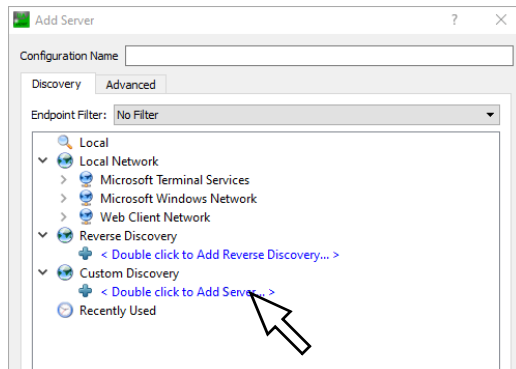 Add Server
Configuration Name
Discovery Advanced
Endpoint Filter: No Filter
Local
Local Network
Microsoft Terminal Services
Microsoft Windows Network
Web Client Network
Reverse Discovery
< Double click to Add Reverse Discovery... >
Custom Discovery
< Double click to Add Server... >
Recently Used